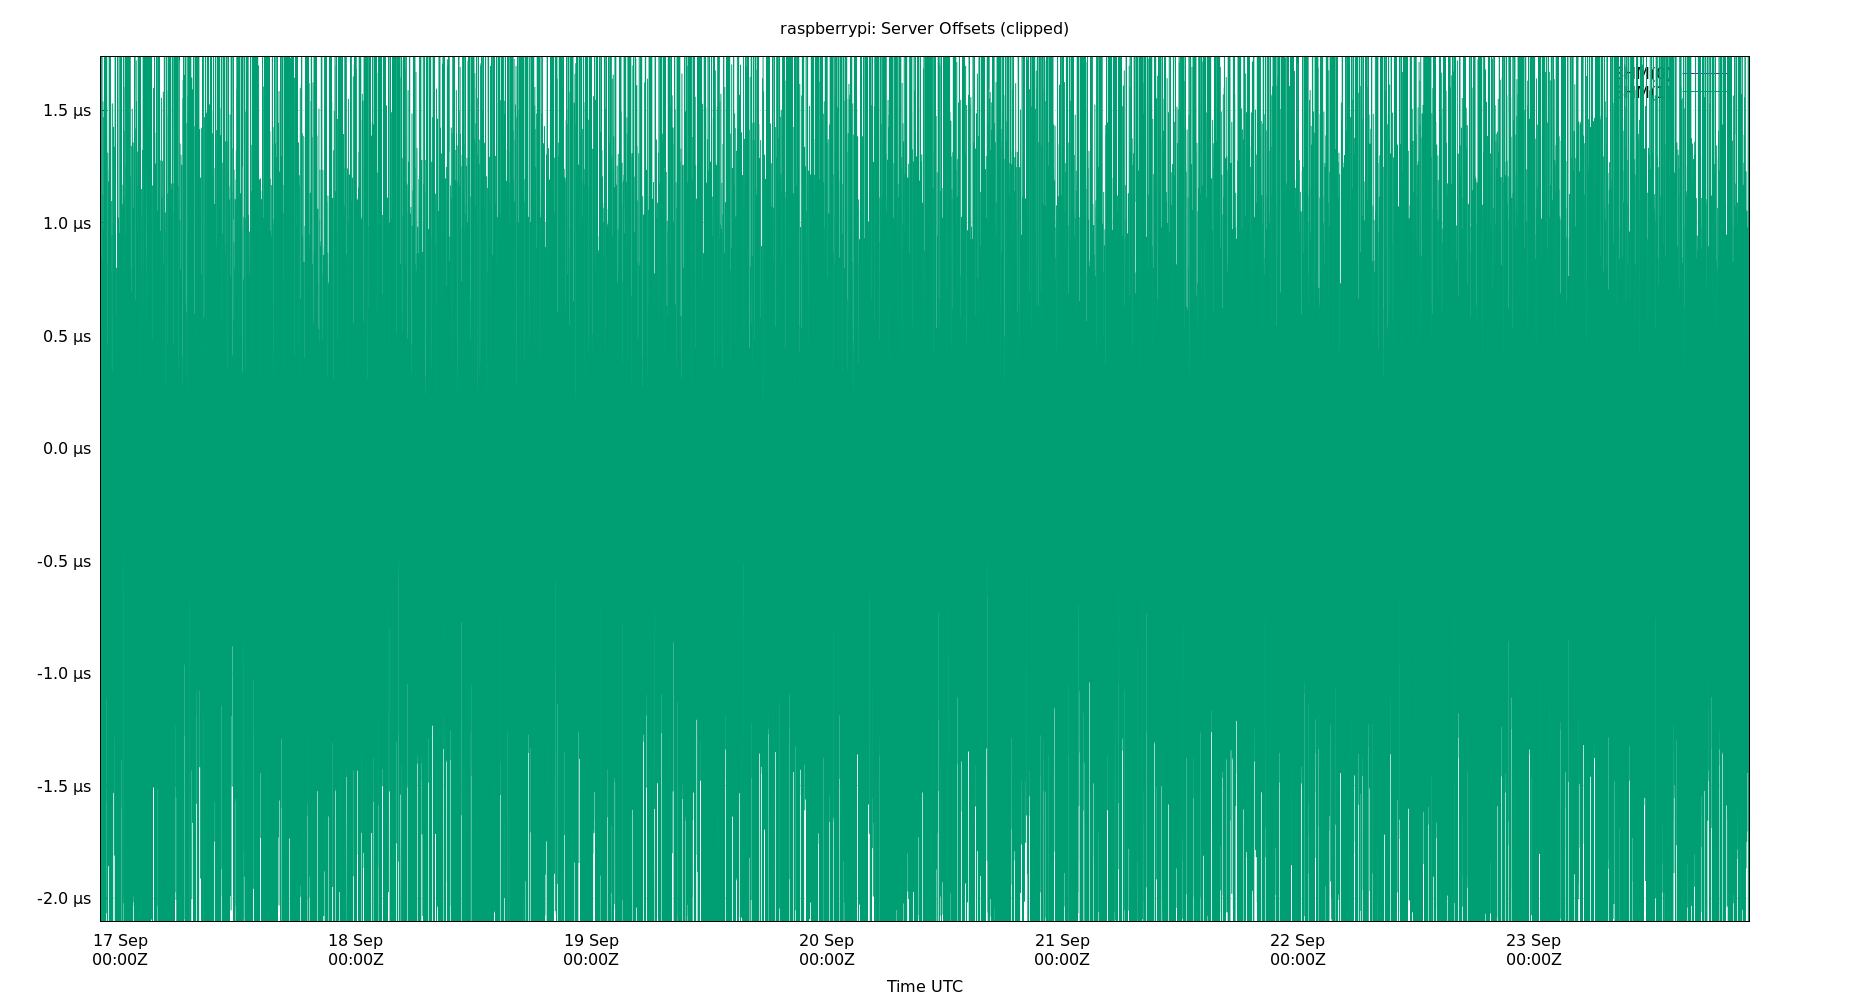 raspberrypi: Server Offsets (clipped)
1.5 µs
1.0 µs
0.5 µs
0.0 µs
-0.5 µs
-1.0 µs
-1.5 µs
-2.0 µs
17 Sep
00:00Z
18 Sep
00:00Z
19 Sep
00:00Z
20 Sep
00:00Z
21 Sep
00:00Z
22 Sep
00:00Z
23 Sep
00:00Z
Time UTC